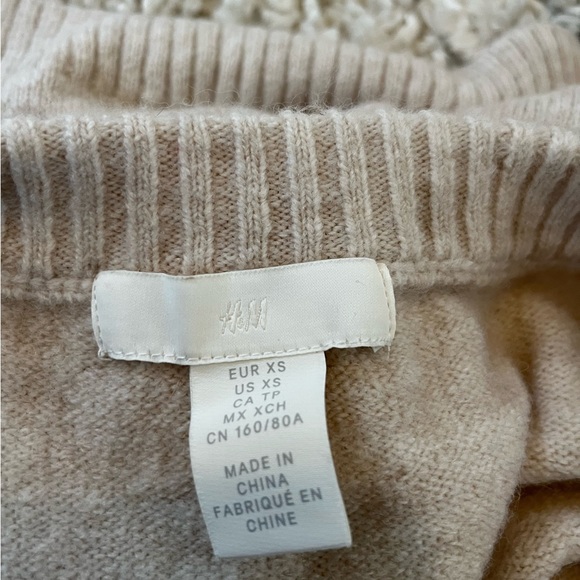 H&M
EUR XS
US XS
CA TP
MX XCH
CN 160/80A
MADE IN
CHINA
FABRIQUÉ EN
CHINE